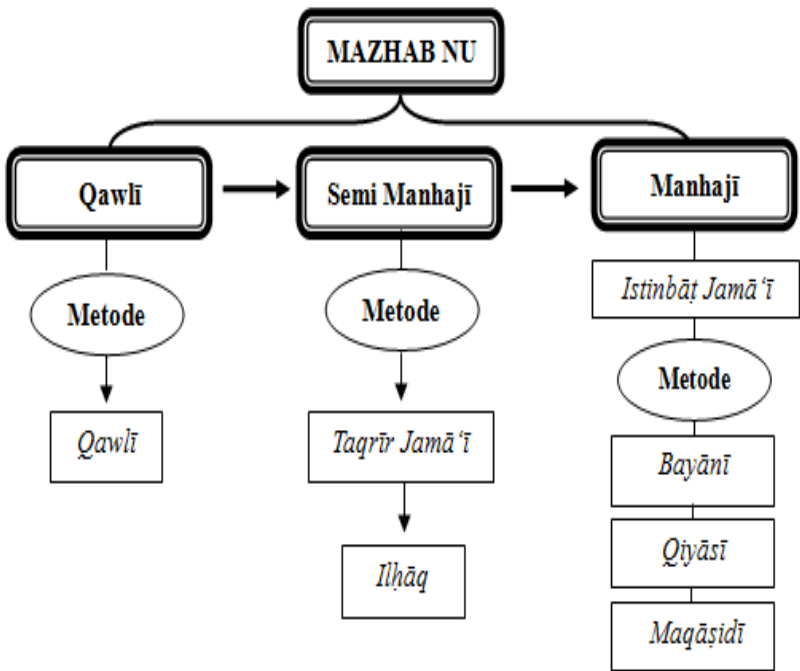 MAZHAB NU
Qawlī
Semi Manhajī
Manhajī
Metode
Qawlī
Metode
Taqrīr Jamā‘ī
Ilḥāq
Istinbāṭ Jamā‘ī
Metode
Bayānī
Qiyāsī
Maqāṣidī